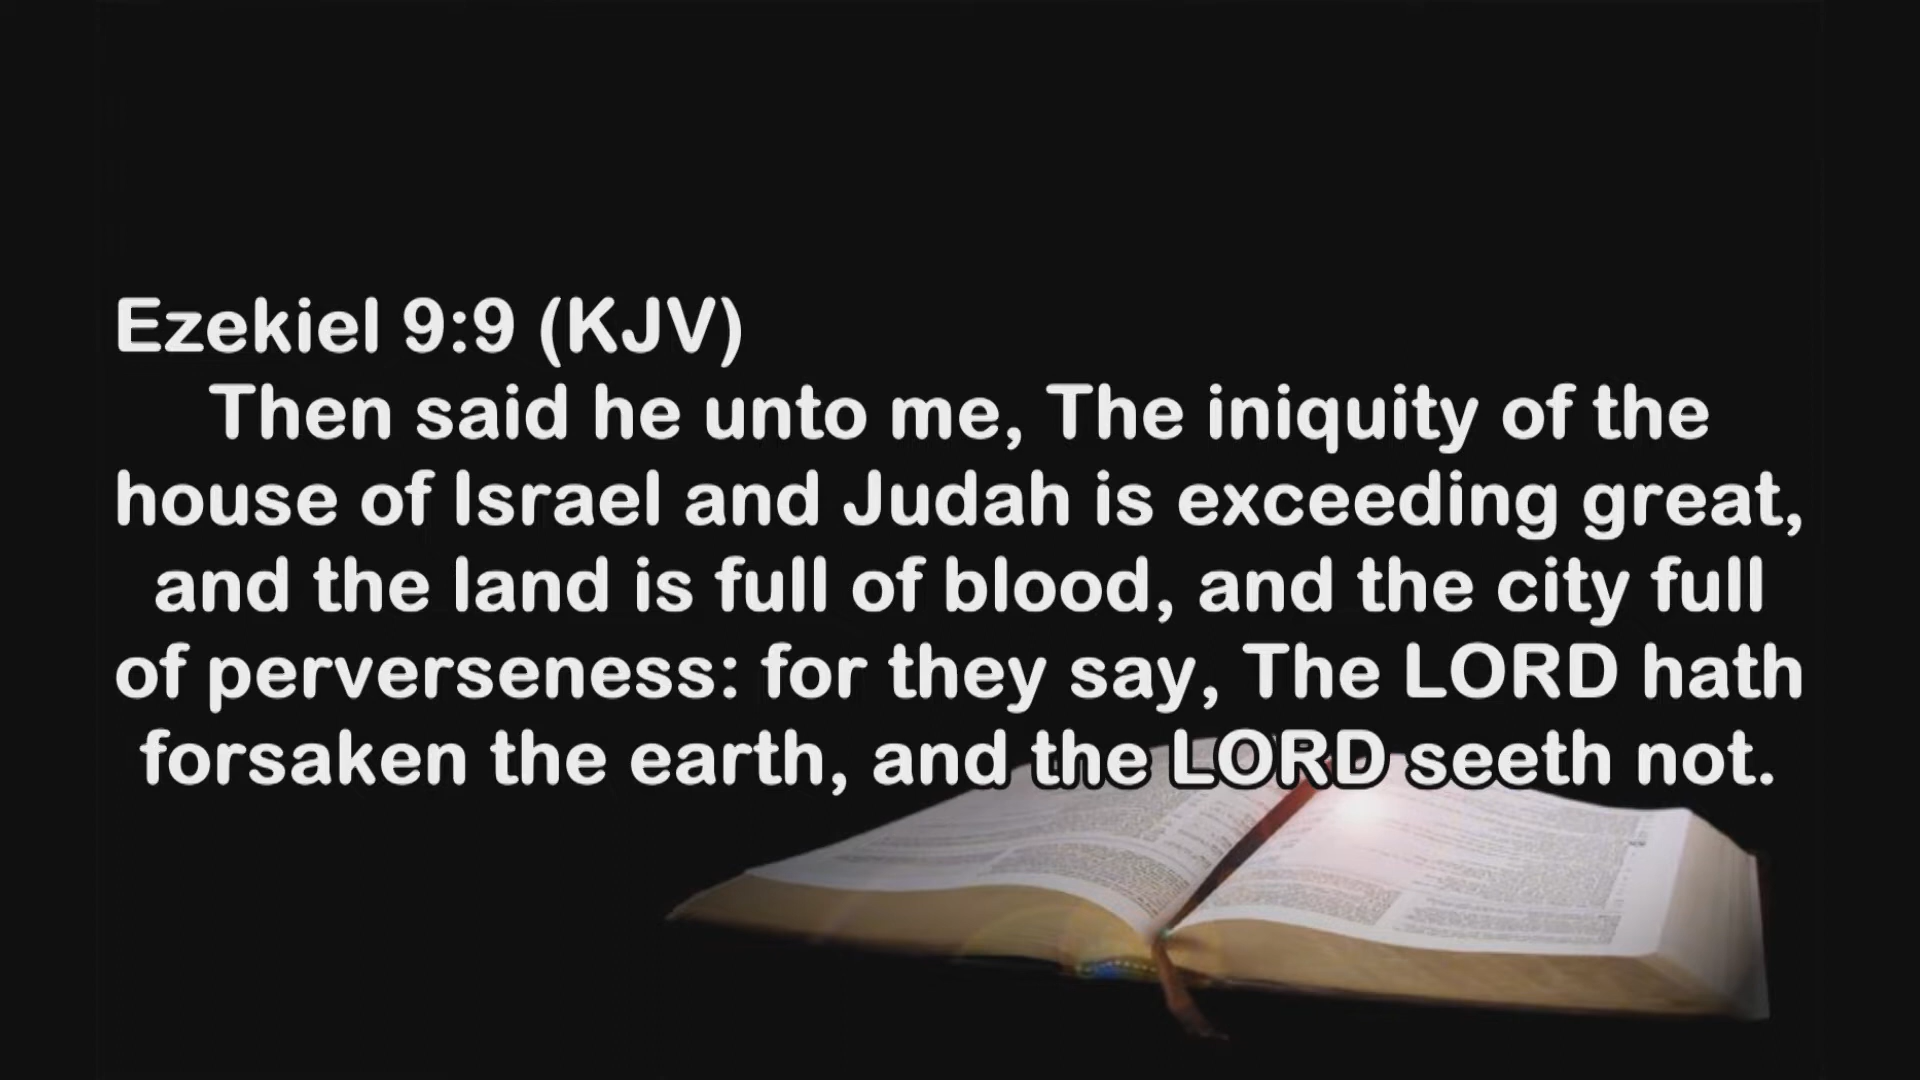 Ezekiel 9:9 (KJV)
Then said he unto me, The iniquity of the
house of Israel and Judah is exceeding great,
and the land is full of blood, and the city full
of perverseness: for they say, The LORD hath
forsaken the earth, and the LORD seeth not.